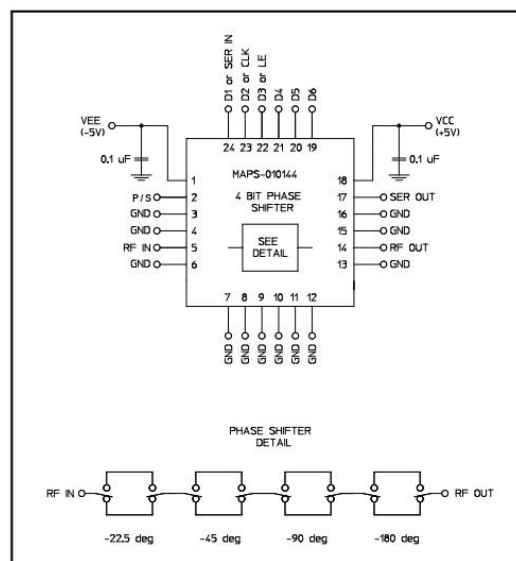 D1 or SER IN
D2 or CLK
D3 or LE
D4
D5
D6
VEE
(-5V)
VCC
(+5V)
0.1 uF
0.1 uF
24 23 22 21 20 19
MAPS-010144
4 BIT PHASE
SHIFTER
SEE
DETAIL
1
P/S 2
GND 3
GND 4
RF IN 5
GND 6
18
17 SER OUT
16 GND
15 GND
14 RF OUT
13 GND
7 8 9 10 11 12
GND GND GND GND GND GND
PHASE SHIFTER
DETAIL
RF IN
RF OUT
-22.5 deg -45 deg -90 deg -180 deg